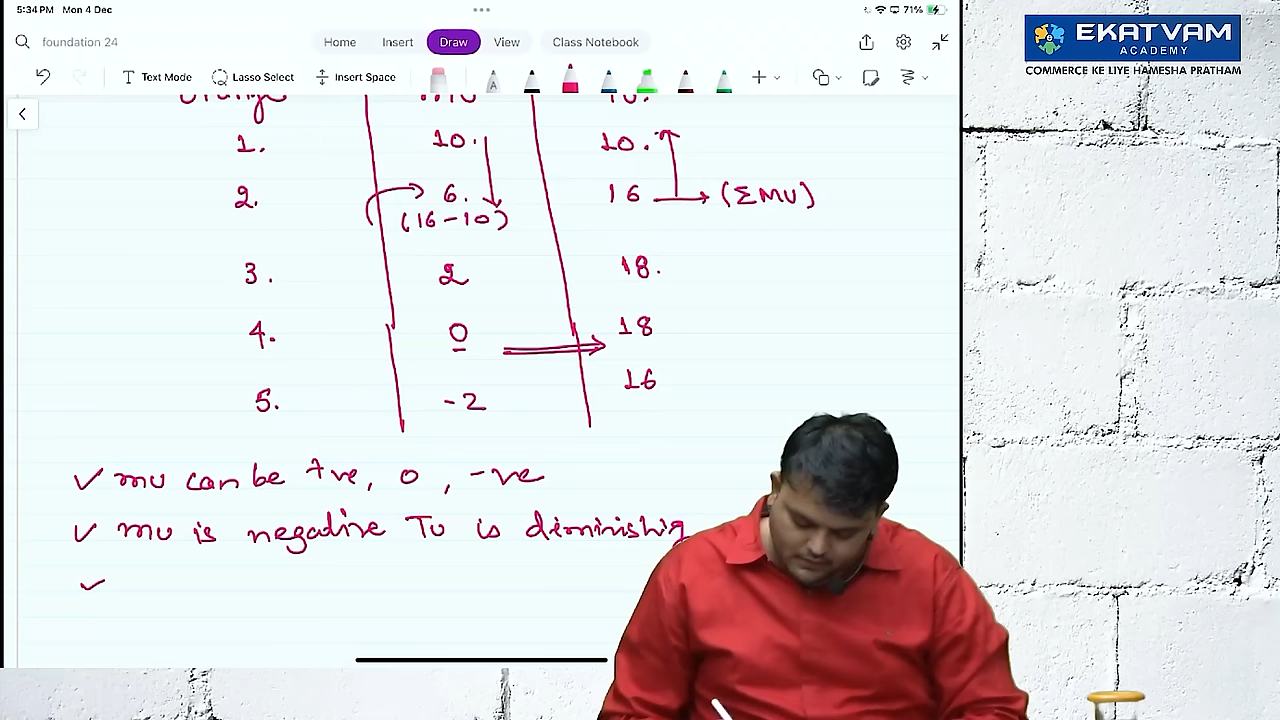 5:34 PM Mon 4 Dec
71%
foundation 24
Home Insert Draw View Class Notebook
Text Mode Lasso Select Insert Space
EKATVAM
ACADEMY
COMMERCE KE LIYE HAMESHA PRATHAM
1. 10. 10.
2. 6. 16 → (ΣMU)
(16-10)
3. 2 18.
4. 0 18
5. -2 16
✓ mu can be +ve, 0, -ve
✓ mu is negative TU is diminishig
✓